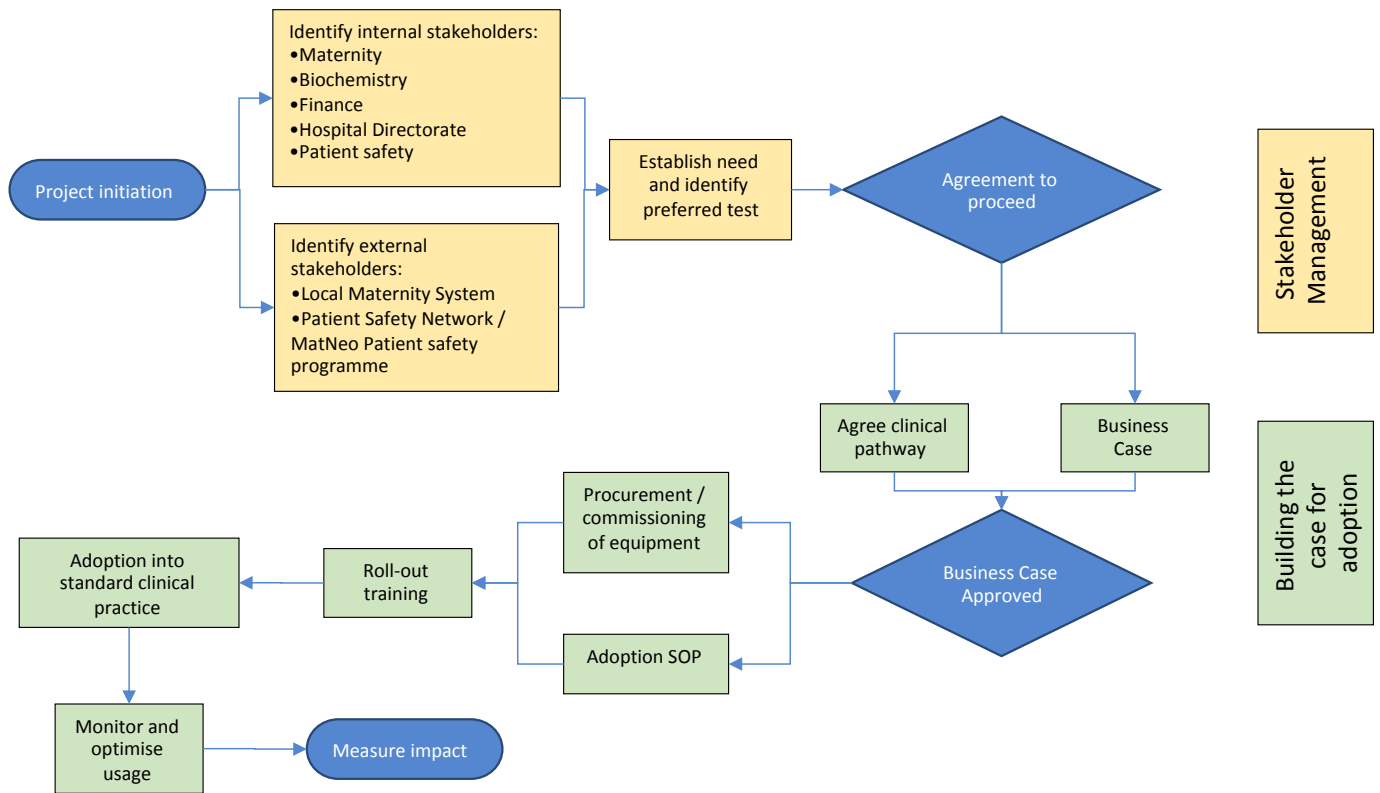 Project initiation
Identify internal stakeholders:
•Maternity
•Biochemistry
•Finance
•Hospital Directorate
•Patient safety
Identify external
stakeholders:
•Local Maternity System
•Patient Safety Network /
MatNeo Patient safety
programme
Establish need
and identify
preferred test
Agreement to
proceed
Stakeholder
Management
Agree clinical
pathway
Business
Case
Building the
case for
adoption
Business Case
Approved
Procurement /
commissioning
of equipment
Adoption SOP
Roll-out
training
Adoption into
standard clinical
practice
Monitor and
optimise
usage
Measure impact